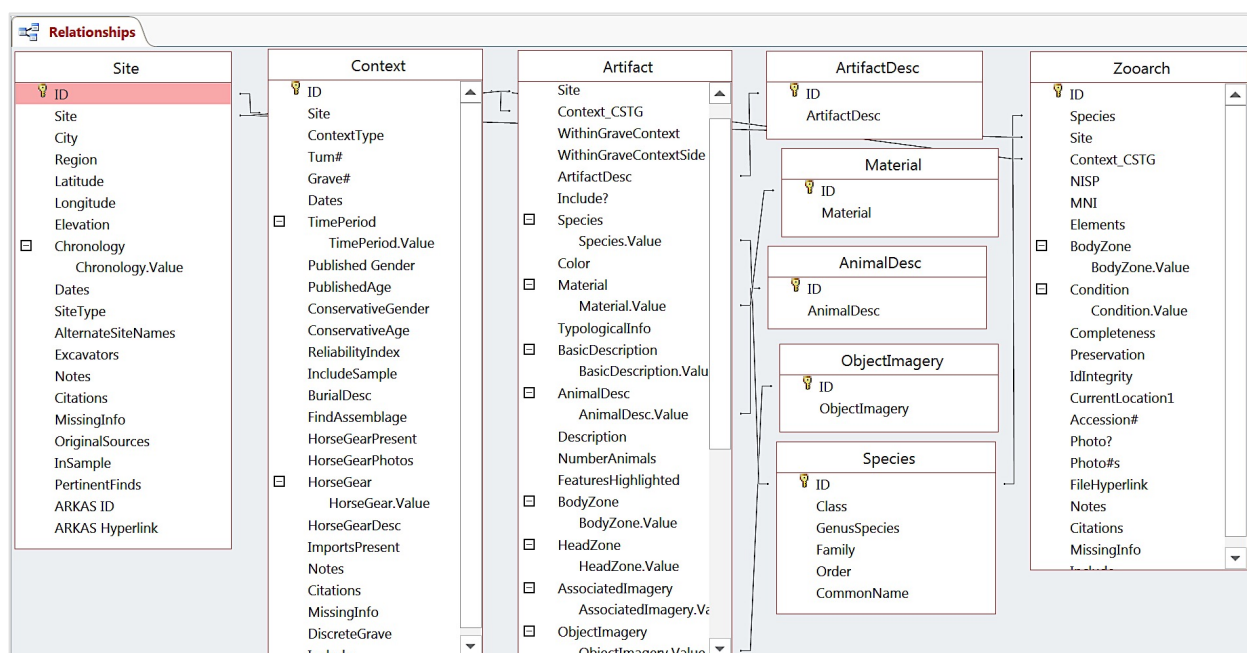 Relationships
Site
ID
Site
City
Region
Latitude
Longitude
Elevation
Chronology
Chronology.Value
Dates
SiteType
AlternateSiteNames
Excavators
Notes
Citations
MissingInfo
OriginalSources
InSample
PertinentFinds
ARKAS ID
ARKAS Hyperlink
Context
ID
Site
ContextType
Tum#
Grave#
Dates
TimePeriod
TimePeriod.Value
Published Gender
PublishedAge
ConservativeGender
ConservativeAge
ReliabilityIndex
IncludeSample
BurialDesc
FindAssemblage
HorseGearPresent
HorseGearPhotos
HorseGear
HorseGear.Value
HorseGearDesc
ImportsPresent
Notes
Citations
MissingInfo
DiscreteGrave
Artifact
Site
Context_CSTG
WithinGraveContext
WithinGraveContextSide
ArtifactDesc
Include?
Species
Species.Value
Color
Material
Material.Value
TypologicalInfo
BasicDescription
BasicDescription.Valu
AnimalDesc
AnimalDesc.Value
Description
NumberAnimals
FeaturesHighlighted
BodyZone
BodyZone.Value
HeadZone
HeadZone.Value
AssociatedImagery
AssociatedImagery.Va
ObjectImagery
ObjectImagery.Value
ArtifactDesc
ID
ArtifactDesc
Material
ID
Material
AnimalDesc
ID
AnimalDesc
ObjectImagery
ID
ObjectImagery
Species
ID
Class
GenusSpecies
Family
Order
CommonName
Zooarch
ID
Species
Site
Context_CSTG
NISP
MNI
Elements
BodyZone
BodyZone.Value
Condition
Condition.Value
Completeness
Preservation
IdIntegrity
CurrentLocation1
Accession#
Photo?
Photo#s
FileHyperlink
Notes
Citations
MissingInfo